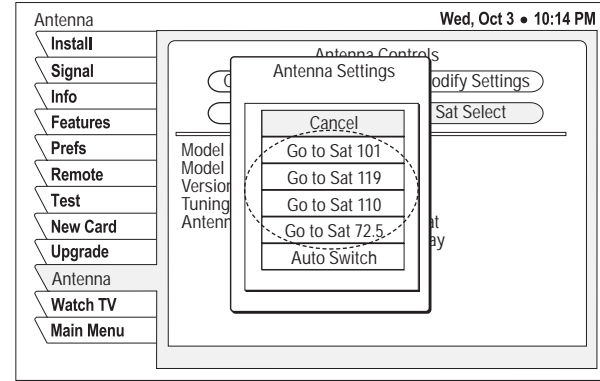 Antenna
Wed, Oct 3 ● 10:14 PM
Install
Signal
Info
Features
Prefs
Remote
Test
New Card
Upgrade
Antenna
Watch TV
Main Menu
Antenna Controls
odify Settings
Sat Select
Model
Model
Version
Tuning
Antenn
at
ay
Antenna Settings
Cancel
Go to Sat 101
Go to Sat 119
Go to Sat 110
Go to Sat 72.5
Auto Switch